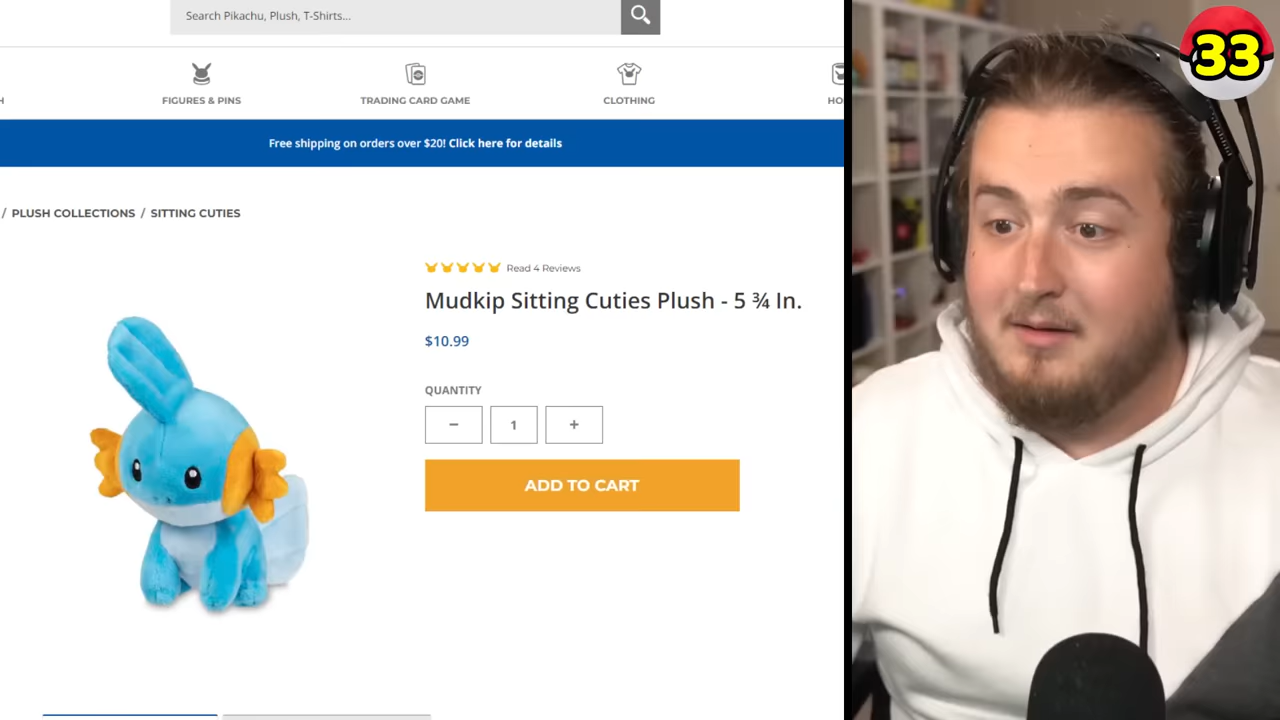 Search Pikachu, Plush, T-Shirts...
33
H
FIGURES & PINS
TRADING CARD GAME
CLOTHING
HO
Free shipping on orders over $20! Click here for details
/ PLUSH COLLECTIONS / SITTING CUTIES
Read 4 Reviews
Mudkip Sitting Cuties Plush - 5 ¾ In.
$10.99
QUANTITY
− 1 +
ADD TO CART